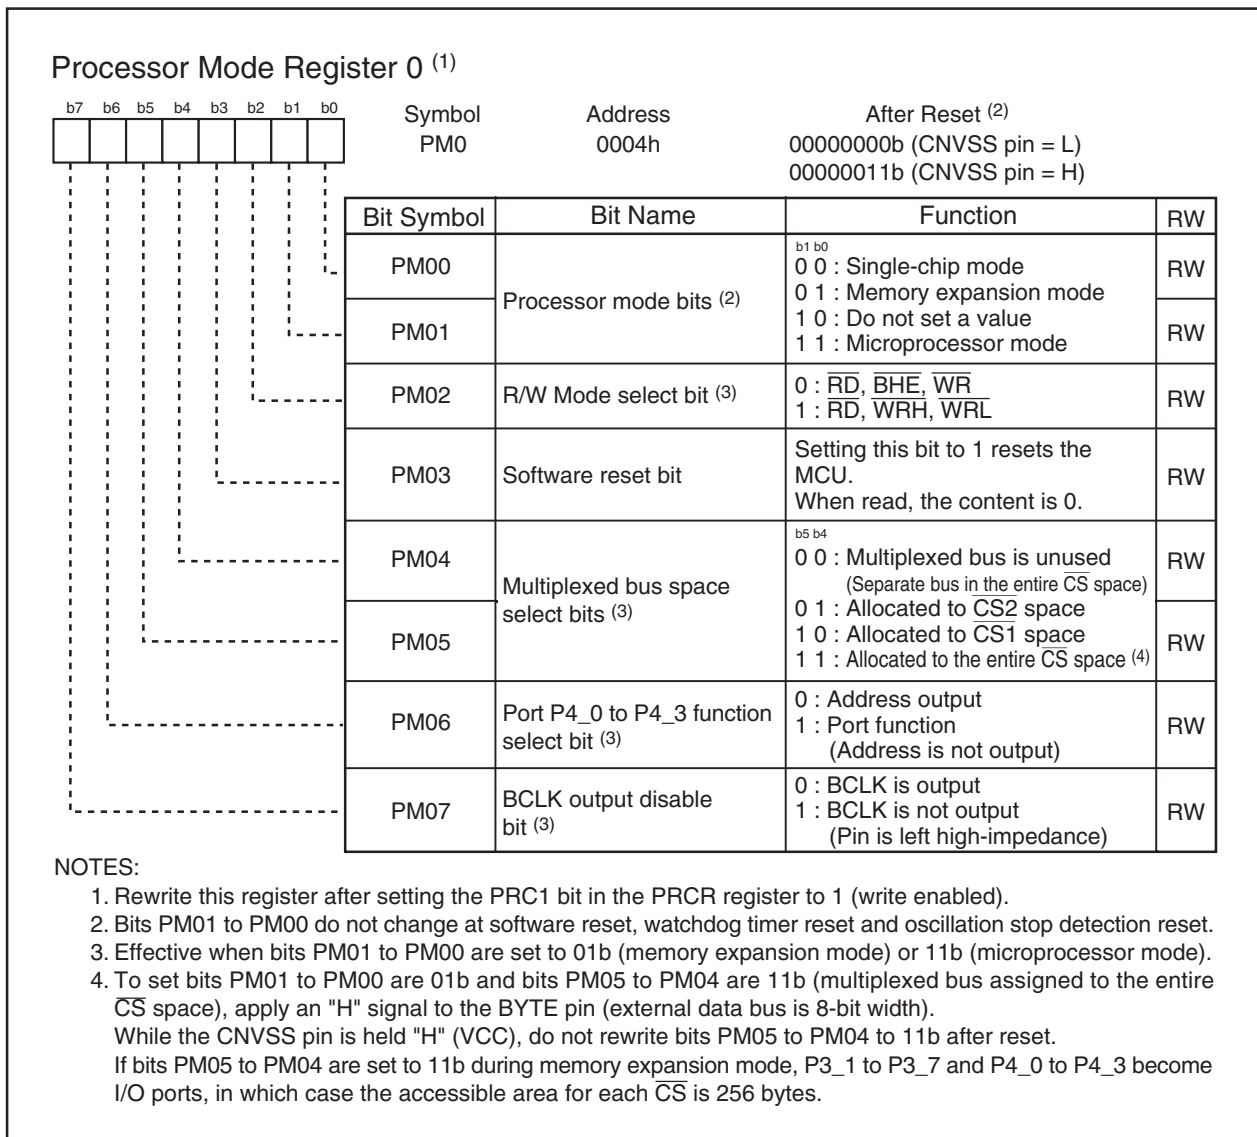 Processor Mode Register 0 (1)
b7 b6 b5 b4 b3 b2 b1 b0
Symbol Address After Reset (2)
PM0 0004h 00000000b (CNVSS pin = L)
00000011b (CNVSS pin = H)
Bit Symbol Bit Name Function RW
PM00 Processor mode bits (2) b1 b0
0 0 : Single-chip mode RW
0 1 : Memory expansion mode
PM01 1 0 : Do not set a value RW
1 1 : Microprocessor mode
PM02 R/W Mode select bit (3) 0 : R̅D̅, B̅H̅E̅, W̅R̅ RW
1 : R̅D̅, W̅R̅H̅, W̅R̅L̅
PM03 Software reset bit Setting this bit to 1 resets the RW
MCU.
When read, the content is 0.
PM04 Multiplexed bus space b5 b4
select bits (3) 0 0 : Multiplexed bus is unused RW
(Separate bus in the entire C̅S̅ space)
0 1 : Allocated to C̅S̅2̅ space
PM05 1 0 : Allocated to C̅S̅1̅ space RW
1 1 : Allocated to the entire C̅S̅ space (4)
PM06 Port P4_0 to P4_3 function 0 : Address output RW
select bit (3) 1 : Port function
(Address is not output)
PM07 BCLK output disable 0 : BCLK is output RW
bit (3) 1 : BCLK is not output
(Pin is left high-impedance)
NOTES:
1. Rewrite this register after setting the PRC1 bit in the PRCR register to 1 (write enabled).
2. Bits PM01 to PM00 do not change at software reset, watchdog timer reset and oscillation stop detection reset.
3. Effective when bits PM01 to PM00 are set to 01b (memory expansion mode) or 11b (microprocessor mode).
4. To set bits PM01 to PM00 are 01b and bits PM05 to PM04 are 11b (multiplexed bus assigned to the entire
C̅S̅ space), apply an "H" signal to the BYTE pin (external data bus is 8-bit width).
While the CNVSS pin is held "H" (VCC), do not rewrite bits PM05 to PM04 to 11b after reset.
If bits PM05 to PM04 are set to 11b during memory expansion mode, P3_1 to P3_7 and P4_0 to P4_3 become
I/O ports, in which case the accessible area for each C̅S̅ is 256 bytes.